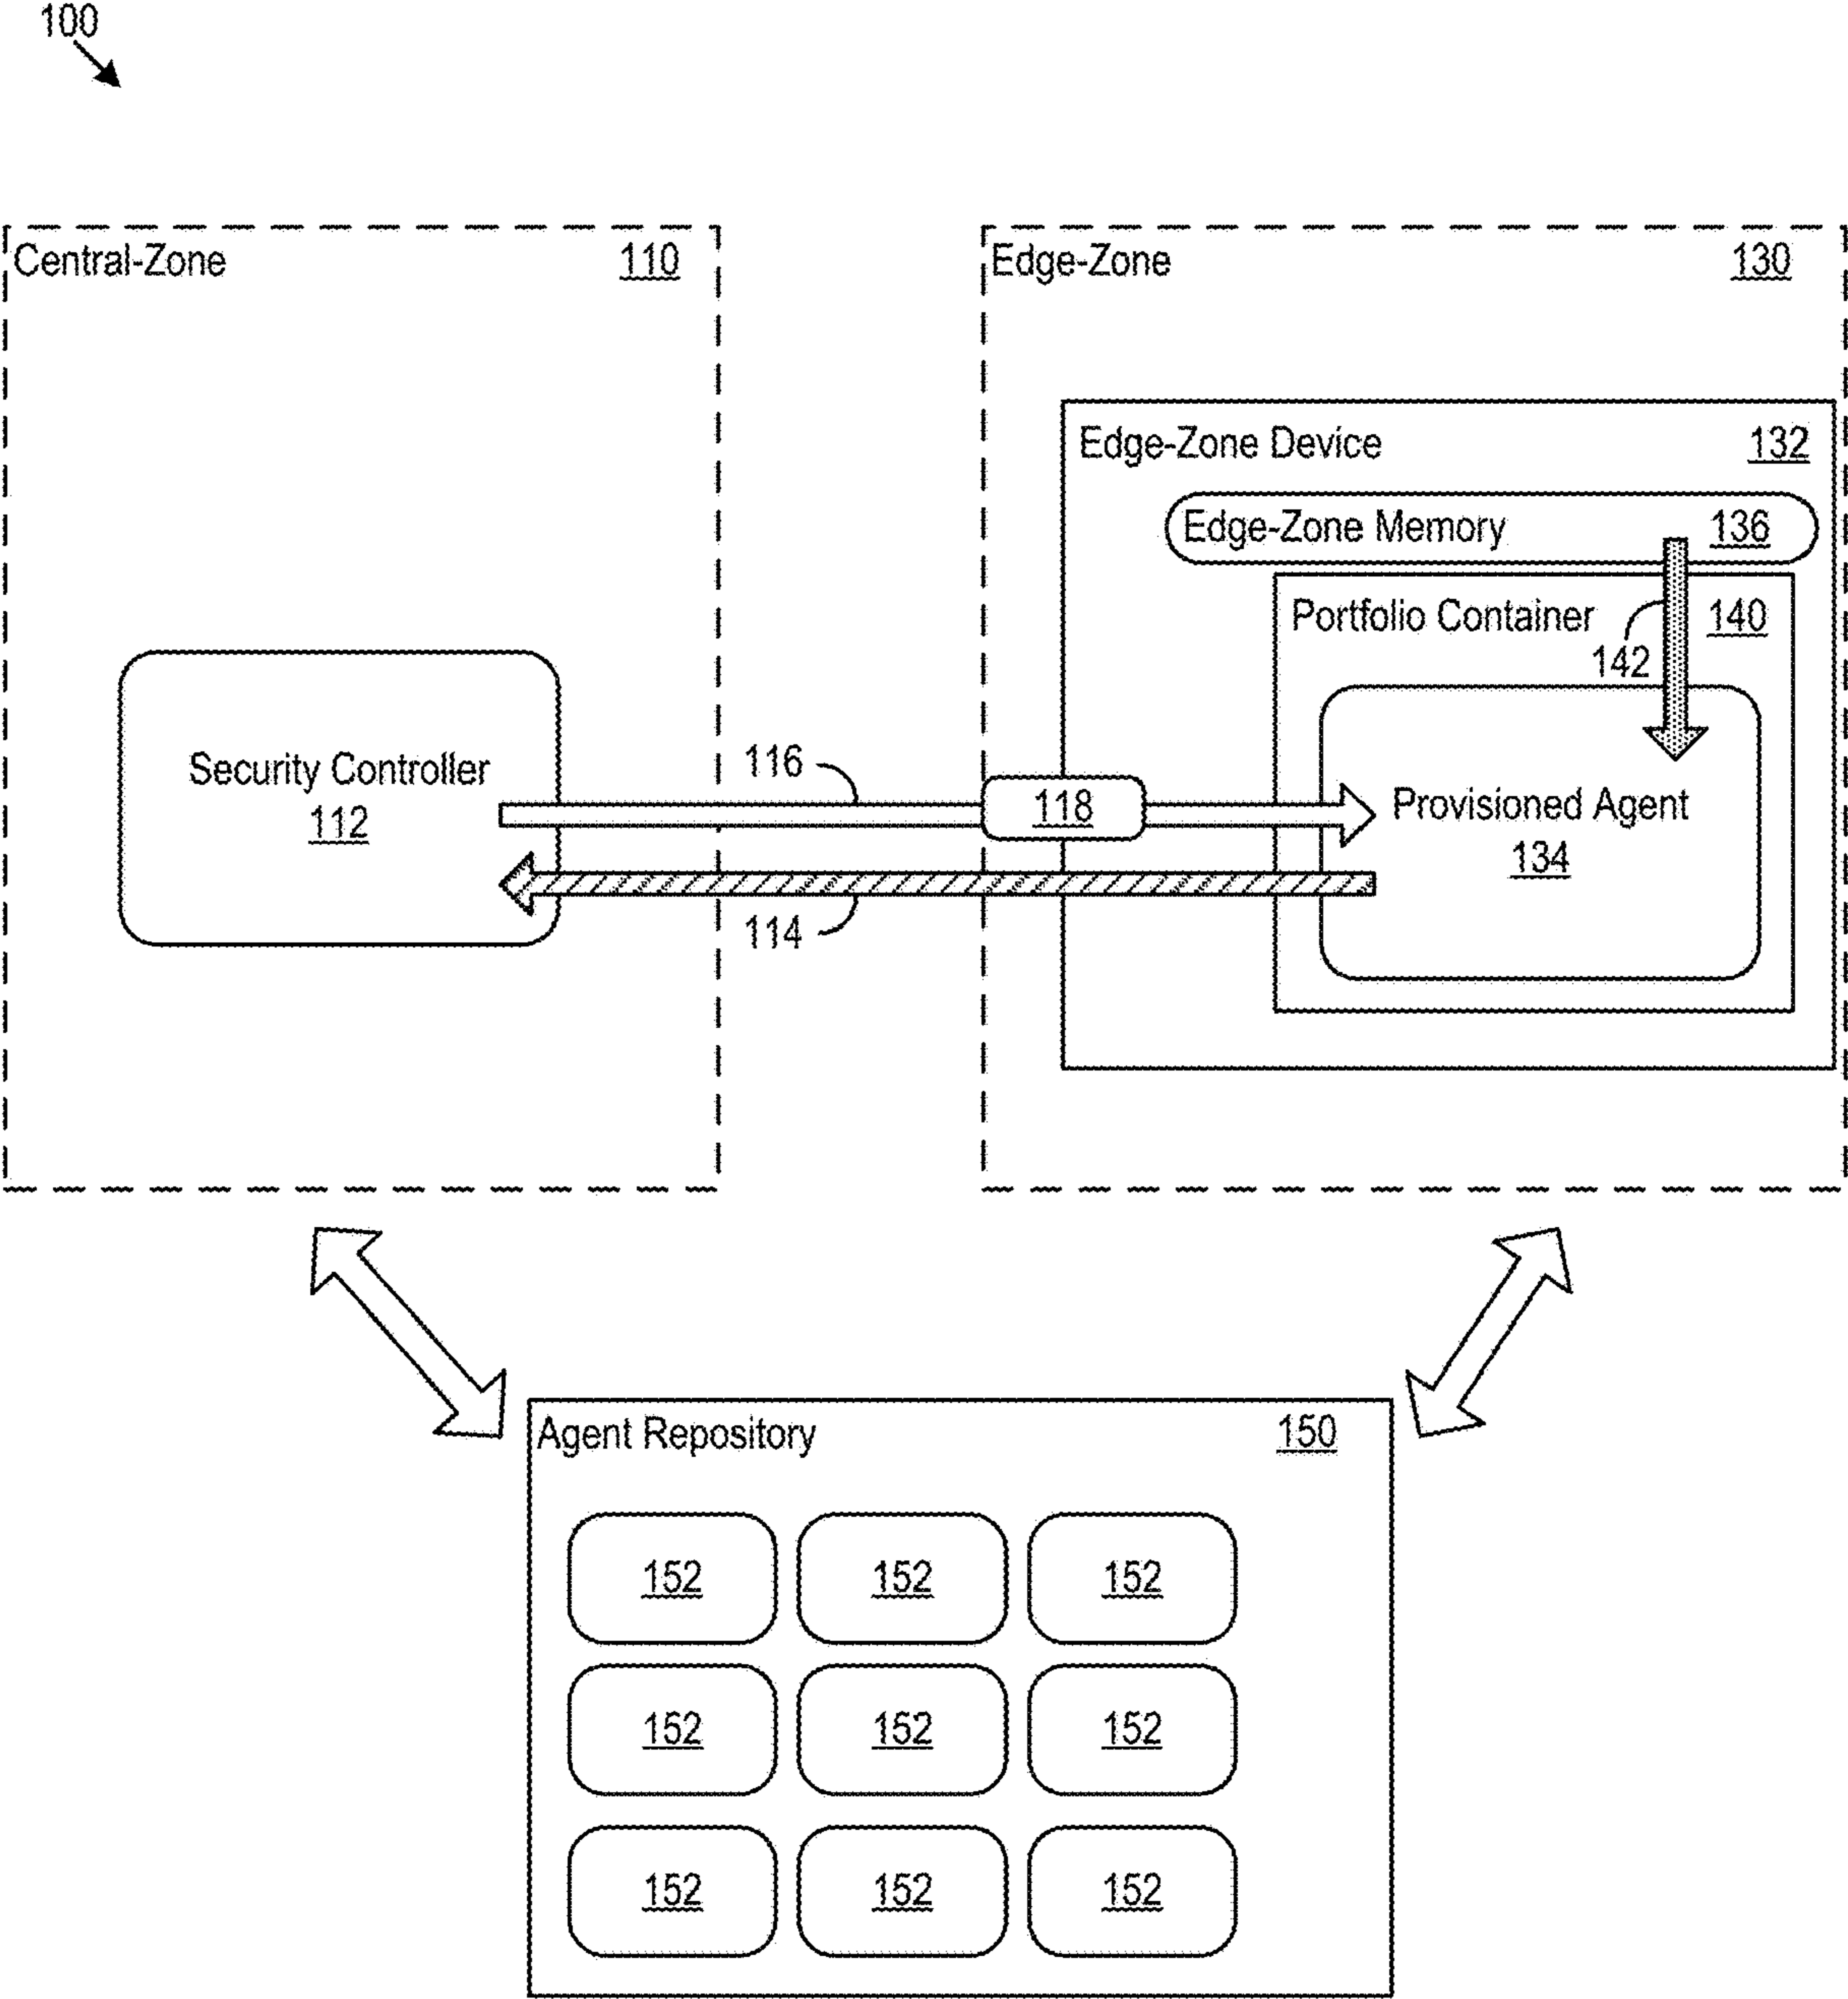 100
Central-Zone 110
Edge-Zone 130
Edge-Zone Device 132
Edge-Zone Memory 136
Portfolio Container 140
142
Security Controller
112
116
118
Provisioned Agent
134
114
Agent Repository 150
152 152 152
152 152 152
152 152 152